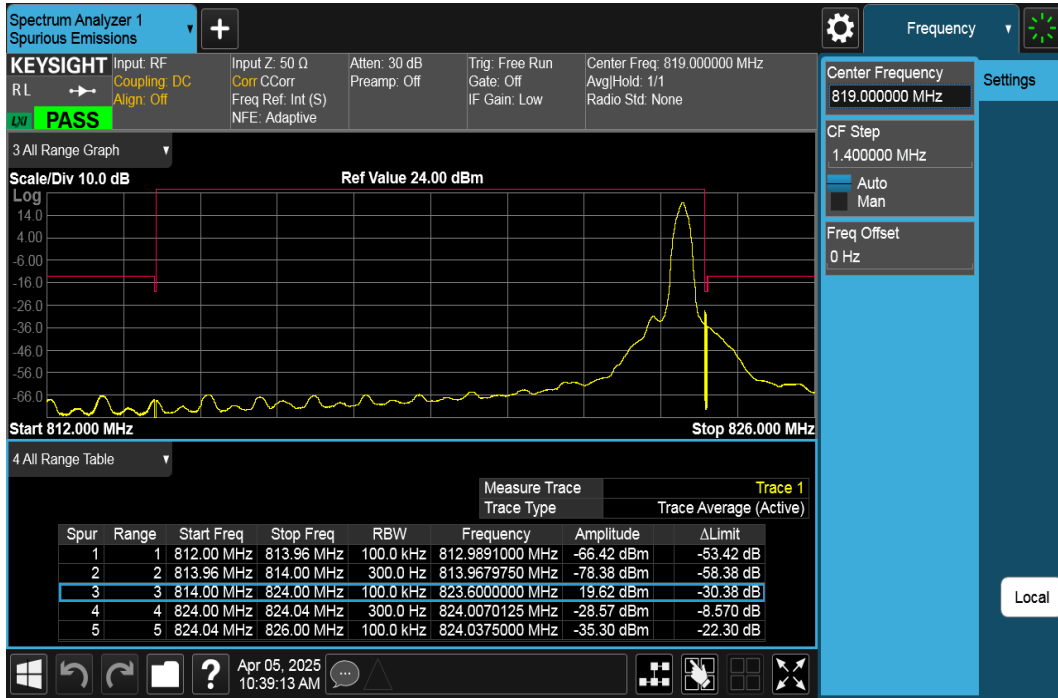 Spectrum Analyzer 1
Spurious Emissions
Frequency
KEYSIGHT
RL
LXI
PASS
Input: RF
Coupling: DC
Align: Off
Input Z: 50 Ω
Corr CCorr
Freq Ref: Int (S)
NFE: Adaptive
Atten: 30 dB
Preamp: Off
Trig: Free Run
Gate: Off
IF Gain: Low
Center Freq: 819.000000 MHz
Avg|Hold: 1/1
Radio Std: None
3 All Range Graph
Scale/Div 10.0 dB
Ref Value 24.00 dBm
Log
14.0
4.00
-6.00
-16.0
-26.0
-36.0
-46.0
-56.0
-66.0
Start 812.000 MHz
Stop 826.000 MHz
4 All Range Table
Measure Trace Trace 1
Trace Type Trace Average (Active)
Spur Range Start Freq Stop Freq RBW Frequency Amplitude ΔLimit
1 1 812.00 MHz 813.96 MHz 100.0 kHz 812.9891000 MHz -66.42 dBm -53.42 dB
2 2 813.96 MHz 814.00 MHz 300.0 Hz 813.9679750 MHz -78.38 dBm -58.38 dB
3 3 814.00 MHz 824.00 MHz 100.0 kHz 823.6000000 MHz 19.62 dBm -30.38 dB
4 4 824.00 MHz 824.04 MHz 300.0 Hz 824.0070125 MHz -28.57 dBm -8.570 dB
5 5 824.04 MHz 826.00 MHz 100.0 kHz 824.0375000 MHz -35.30 dBm -22.30 dB
Center Frequency
819.000000 MHz
CF Step
1.400000 MHz
Auto
Man
Freq Offset
0 Hz
Settings
Local
Apr 05, 2025
10:39:13 AM